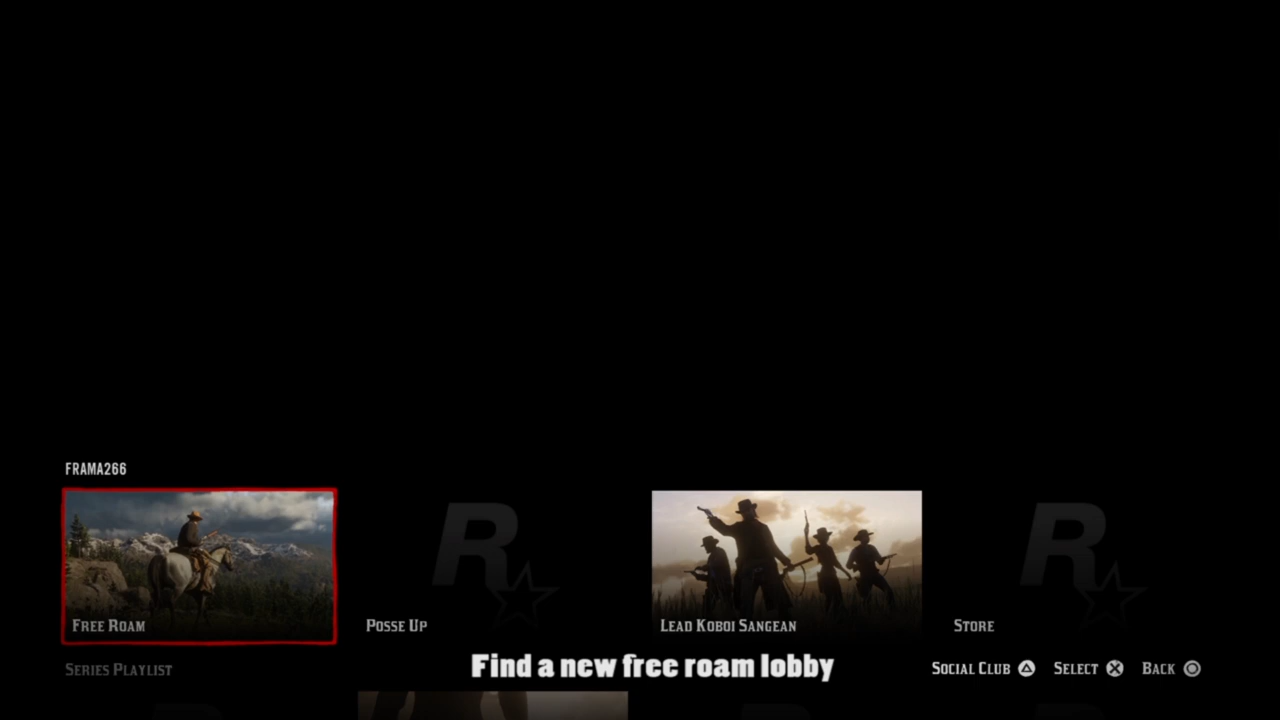 FRAMA266
FREE ROAM
POSSE UP
LEAD KOBOI SANGEAN
STORE
SERIES PLAYLIST
Find a new free roam lobby
SOCIAL CLUB
SELECT
BACK